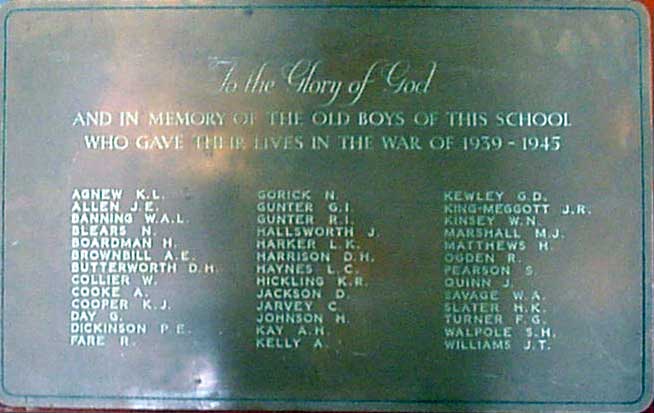 To the Glory of God
AND IN MEMORY OF THE OLD BOYS OF THIS SCHOOL
WHO GAVE THEIR LIVES IN THE WAR OF 1939 - 1945
AGNEW K.L.
ALLEN J.E.
BANNING W.A.L.
BLEARS N.
BOARDMAN H.
BROWNBILL A.E.
BUTTERWORTH D.H.
COLLIER W.
COOKE A.
COOPER K.J.
DAY G.
DICKINSON P.E.
FARE R.
GORICK N.
GUNTER G.I.
GUNTER R.I.
HALLSWORTH J.
HARKER L.K.
HARRISON D.H.
HAYNES L.C.
HICKLING K.R.
JACKSON D.
JARVEY C.
JOHNSON H.
KAY A.H.
KELLY A.
KEWLEY G.D.
KING-MEGGOTT J.R.
KINSEY W.N.
MARSHALL M.J.
MATTHEWS H.
OGDEN R.
PEARSON S.
QUINN J.
SAVAGE W.A.
SLATER H.K.
TURNER F.G.
WALPOLE S.H.
WILLIAMS J.T.